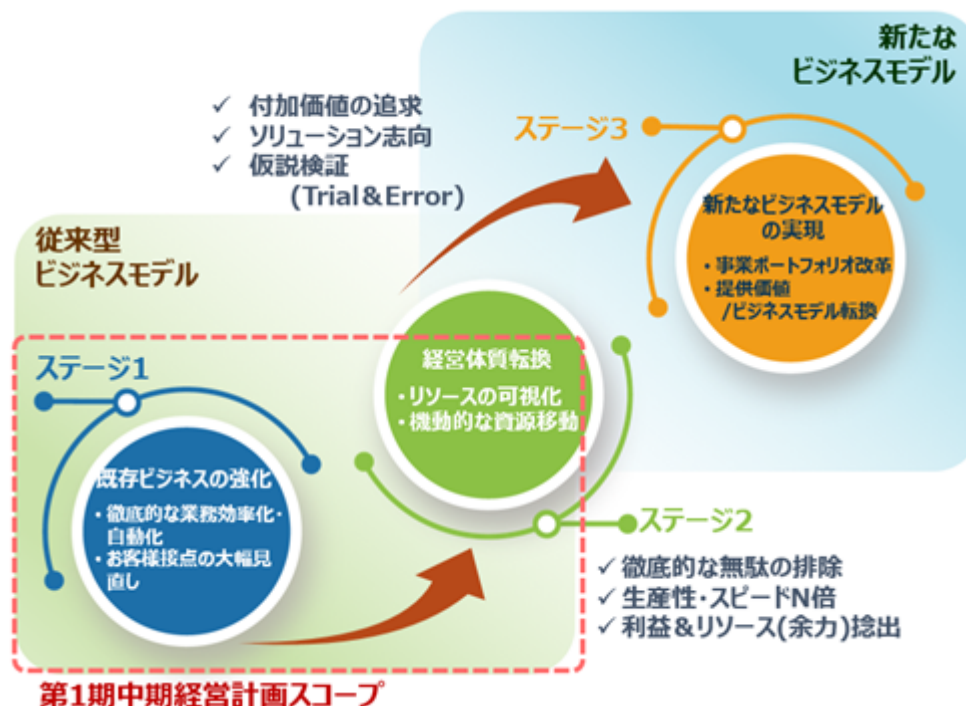 新たな
ビジネスモデル
✓ 付加価値の追求
✓ ソリューション志向
✓ 仮説検証
(Trial&Error)
ステージ3
新たなビジネスモデル
の実現
・事業ポートフォリオ改革
・提供価値
/ビジネスモデル転換
従来型
ビジネスモデル
ステージ1
経営体質転換
・リソースの可視化
・機動的な資源移動
既存ビジネスの強化
・徹底的な業務効率化・
自動化
・お客様接点の大幅見
直し
ステージ2
✓ 徹底的な無駄の排除
✓ 生産性・スピードN倍
✓ 利益&リソース(余力)捻出
第1期中期経営計画スコープ